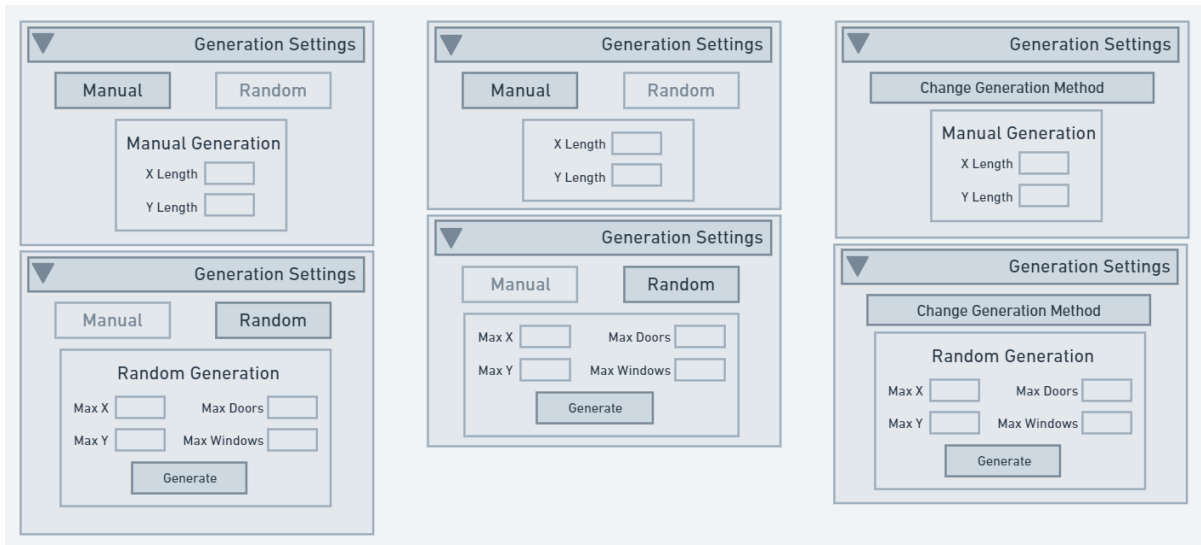 Generation Settings
Manual Random
Manual Generation
X Length
Y Length
Generation Settings
Manual Random
Random Generation
Max X Max Doors
Max Y Max Windows
Generate
Generation Settings
Manual Random
X Length
Y Length
Generation Settings
Manual Random
Max X Max Doors
Max Y Max Windows
Generate
Generation Settings
Change Generation Method
Manual Generation
X Length
Y Length
Generation Settings
Change Generation Method
Random Generation
Max X Max Doors
Max Y Max Windows
Generate